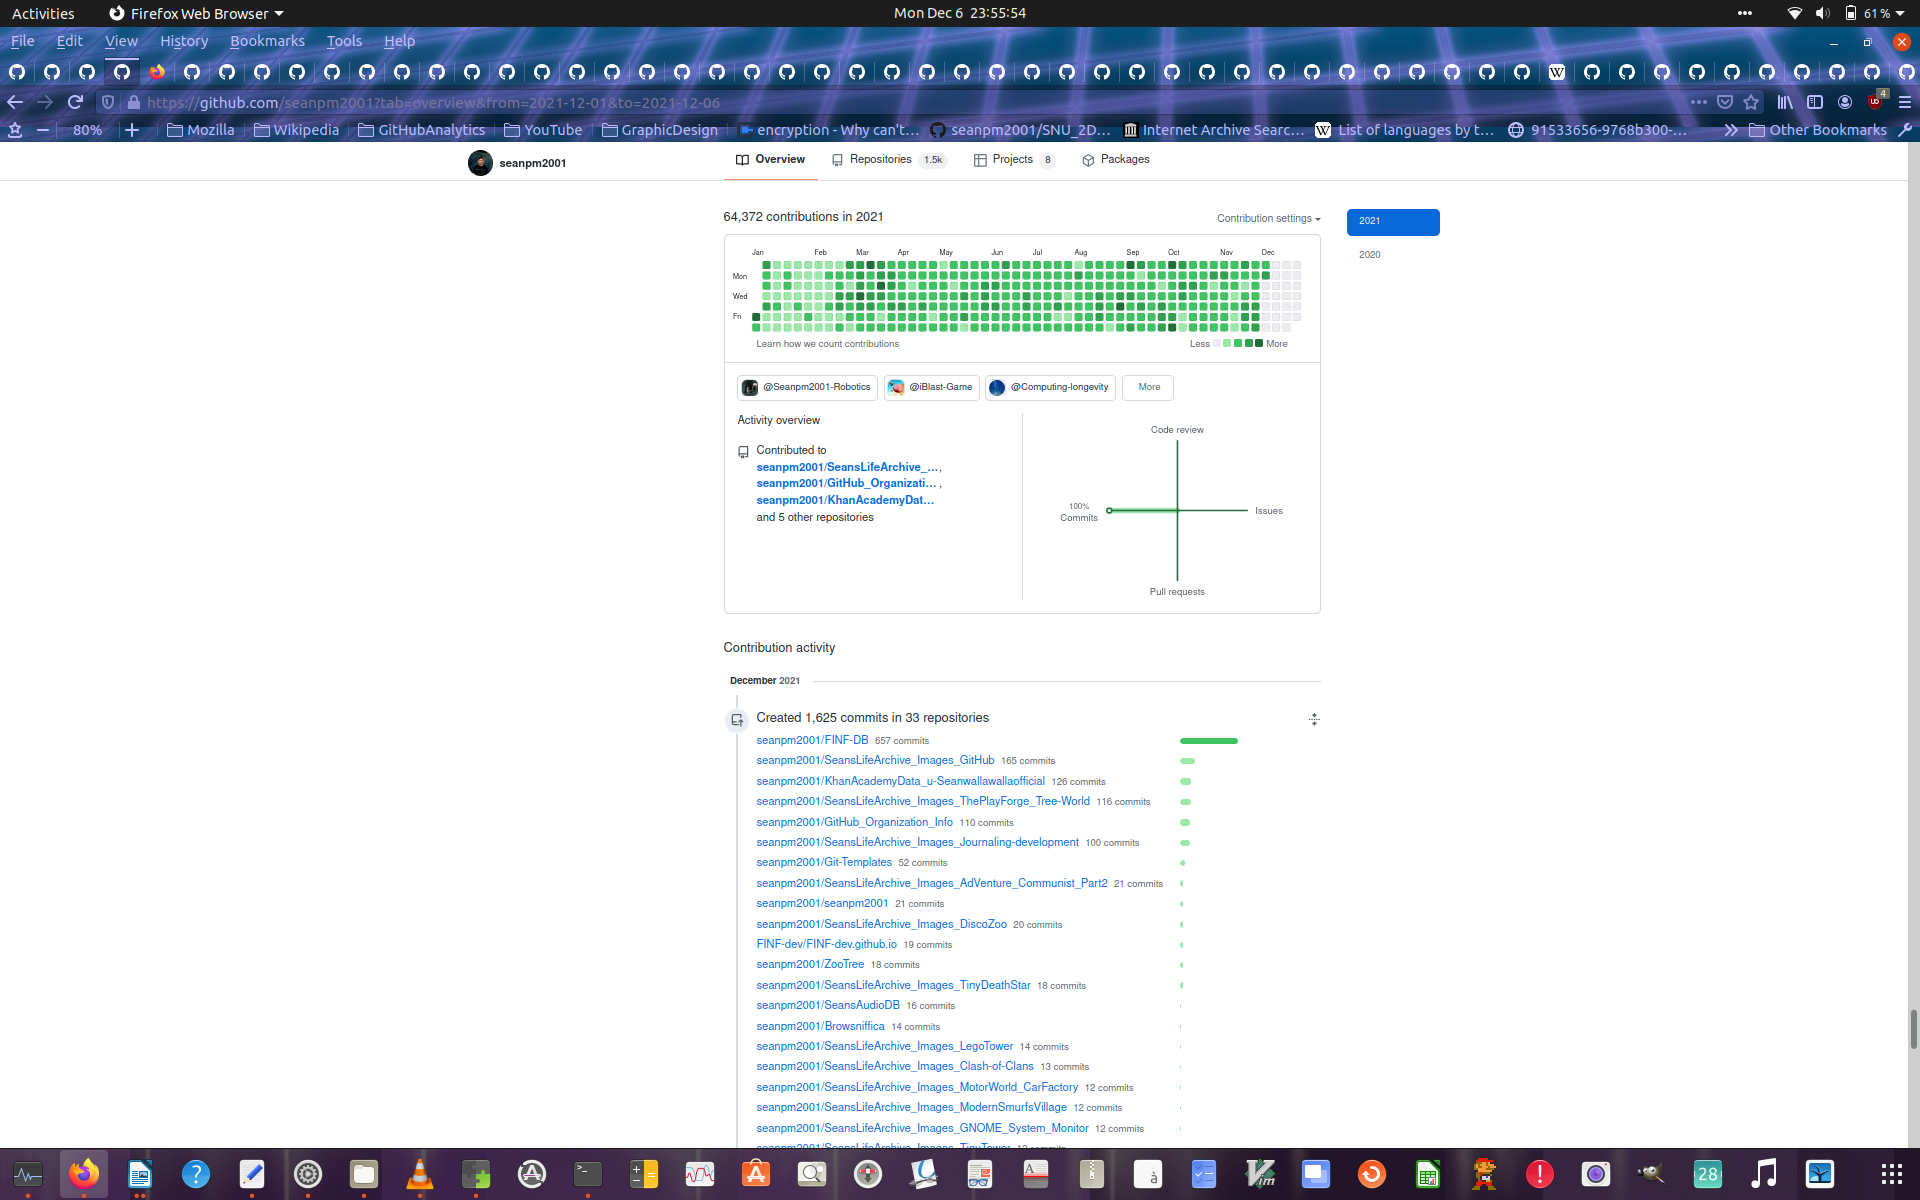 Activities
Firefox Web Browser
Mon Dec 6 23:55:54
61 %
File Edit View History Bookmarks Tools Help
https://github.com/seanpm2001?tab=overview&from=2021-12-01&to=2021-12-06
4
80%
Mozilla
Wikipedia
GitHubAnalytics
YouTube
GraphicDesign
encryption - Why can't...
seanpm2001/SNU_2D...
Internet Archive Searc...
List of languages by t...
91533656-9768b300-...
Other Bookmarks
seanpm2001
Overview
Repositories 1.5k
Projects 8
Packages
64,372 contributions in 2021
Contribution settings
2021
2020
Jan Feb Mar Apr May Jun Jul Aug Sep Oct Nov Dec
Mon
Wed
Fri
Learn how we count contributions
Less More
@Seanpm2001-Robotics
@iBlast-Game
@Computing-longevity
More
Activity overview
Contributed to
seanpm2001/SeansLifeArchive_... ,
seanpm2001/GitHub_Organizati... ,
seanpm2001/KhanAcademyDat...
and 5 other repositories
Code review
100%
Commits
Issues
Pull requests
Contribution activity
December 2021
Created 1,625 commits in 33 repositories
seanpm2001/FINF-DB 657 commits
seanpm2001/SeansLifeArchive_Images_GitHub 165 commits
seanpm2001/KhanAcademyData_u-Seanwallawallaofficial 126 commits
seanpm2001/SeansLifeArchive_Images_ThePlayForge_Tree-World 116 commits
seanpm2001/GitHub_Organization_Info 110 commits
seanpm2001/SeansLifeArchive_Images_Journaling-development 100 commits
seanpm2001/Git-Templates 52 commits
seanpm2001/SeansLifeArchive_Images_AdVenture_Communist_Part2 21 commits
seanpm2001/seanpm2001 21 commits
seanpm2001/SeansLifeArchive_Images_DiscoZoo 20 commits
FINF-dev/FINF-dev.github.io 19 commits
seanpm2001/ZooTree 18 commits
seanpm2001/SeansLifeArchive_Images_TinyDeathStar 18 commits
seanpm2001/SeansAudioDB 16 commits
seanpm2001/Browsniffica 14 commits
seanpm2001/SeansLifeArchive_Images_LegoTower 14 commits
seanpm2001/SeansLifeArchive_Images_Clash-of-Clans 13 commits
seanpm2001/SeansLifeArchive_Images_MotorWorld_CarFactory 12 commits
seanpm2001/SeansLifeArchive_Images_ModernSmurfsVillage 12 commits
seanpm2001/SeansLifeArchive_Images_GNOME_System_Monitor 12 commits
seanpm2001/SeansLifeArchive_Images_TinyTower 12 commits
28